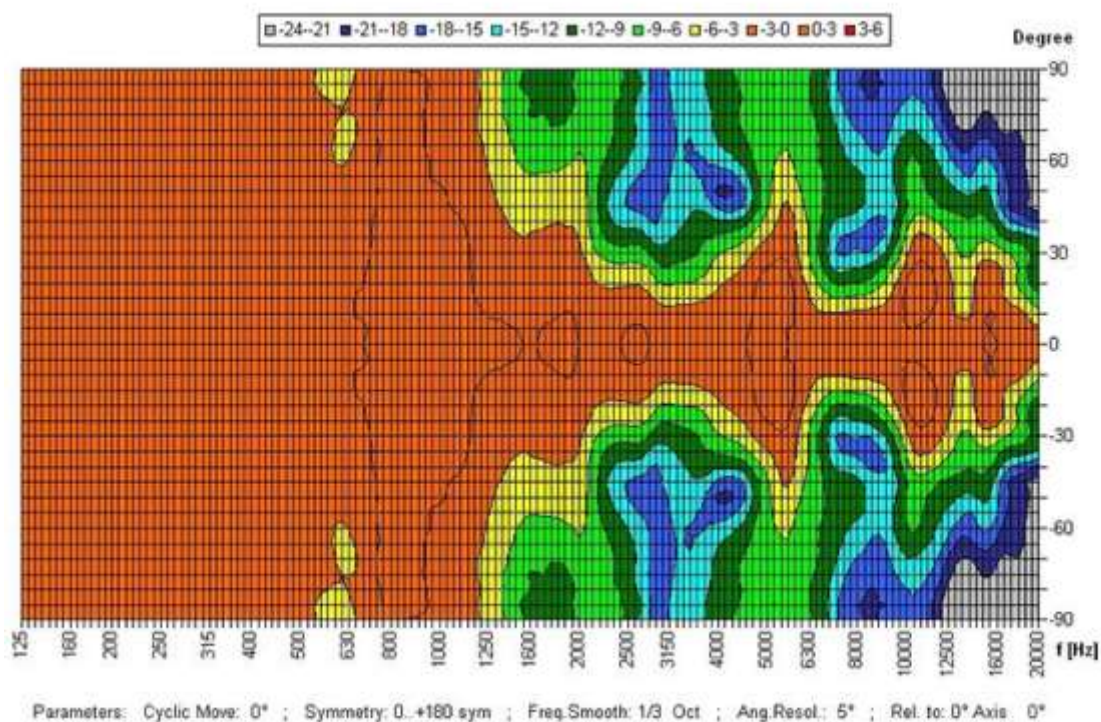 -24--21 -21--18 -18--15 -15--12 -12--9 -9--6 -6--3 -3-0 0-3 3-6
Degree
90
60
30
0
-30
-60
-90
125 160 200 250 315 400 500 630 800 1000 1250 1600 2000 2500 3150 4000 5000 6300 8000 10000 12500 16000 20000
f [Hz]
Parameters: Cyclic Move: 0° ; Symmetry: 0..+180 sym ; Freq.Smooth: 1/3 Oct ; Ang.Resol.: 5° ; Rel. to: 0° Axis 0°